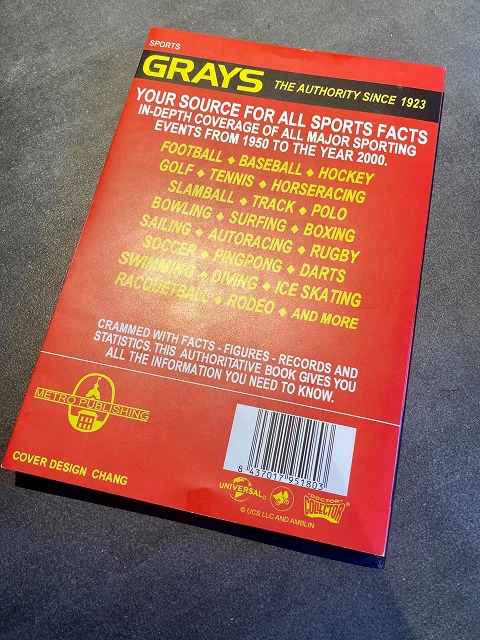 SPORTS
GRAYS THE AUTHORITY SINCE 1923
YOUR SOURCE FOR ALL SPORTS FACTS
IN-DEPTH COVERAGE OF ALL MAJOR SPORTING
EVENTS FROM 1950 TO THE YEAR 2000.
FOOTBALL ◆ BASEBALL ◆ HOCKEY
GOLF ◆ TENNIS ◆ HORSERACING
SLAMBALL ◆ TRACK ◆ POLO
BOWLING ◆ SURFING ◆ BOXING
SAILING ◆ AUTORACING ◆ RUGBY
SOCCER ◆ PINGPONG ◆ DARTS
SWIMMING ◆ DIVING ◆ ICE SKATING
RACQUETBALL ◆ RODEO ◆ AND MORE
CRAMMED WITH FACTS - FIGURES - RECORDS AND
STATISTICS. THIS AUTHORITATIVE BOOK GIVES YOU
ALL THE INFORMATION YOU NEED TO KNOW.
METRO PUBLISHING
8 437017 951803
COVER DESIGN CHANG
UNIVERSAL
DOCTOR
COLLECTOR
© UCS LLC AND AMBLIN